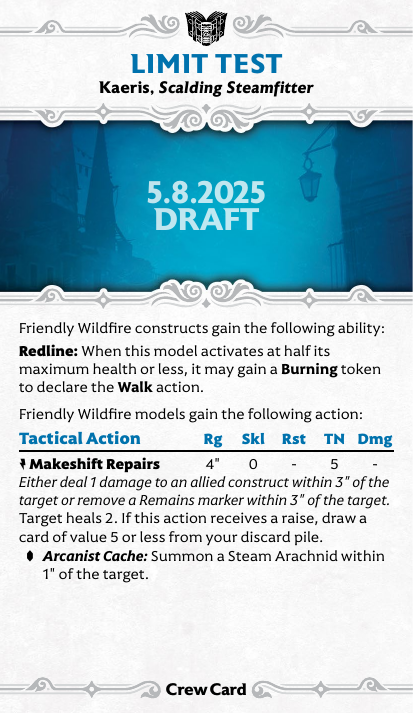 LIMIT TEST
Kaeris, Scalding Steamfitter
5.8.2025
DRAFT
Friendly Wildfire constructs gain the following ability:
Redline: When this model activates at half its
maximum health or less, it may gain a Burning token
to declare the Walk action.
Friendly Wildfire models gain the following action:
Tactical Action Rg Skl Rst TN Dmg
Makeshift Repairs 4" 0 - 5 -
Either deal 1 damage to an allied construct within 3" of the
target or remove a Remains marker within 3" of the target.
Target heals 2. If this action receives a raise, draw a
card of value 5 or less from your discard pile.
Arcanist Cache: Summon a Steam Arachnid within
1" of the target.
Crew Card